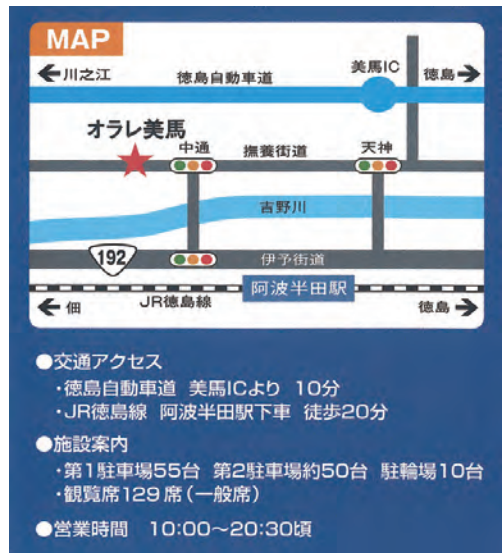 MAP
←川之江
徳島自動車道
美馬IC
徳島→
オラレ美馬
中通
撫養街道
天神
吉野川
192
伊予街道
阿波半田駅
←佃
JR徳島線
徳島→
●交通アクセス
・徳島自動車道 美馬ICより 10分
・JR徳島線 阿波半田駅下車 徒歩20分
●施設案内
・第1駐車場55台 第2駐車場約50台 駐輪場10台
・観覧席129席(一般席)
●営業時間 10:00〜20:30頃